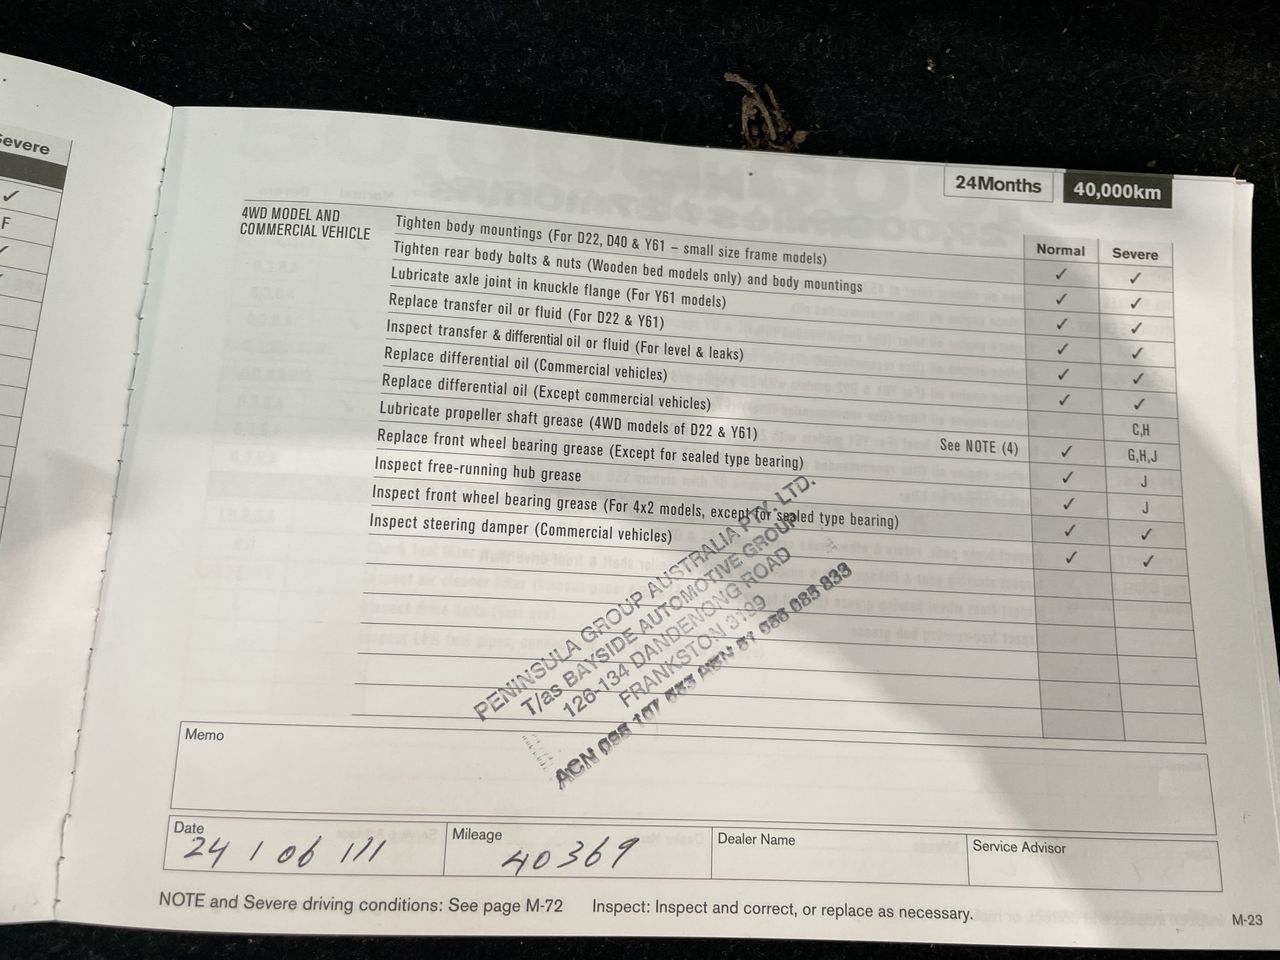 Severe
✓
F
24Months 40,000km
4WD MODEL AND
COMMERCIAL VEHICLE
Normal Severe
Tighten body mountings (For D22, D40 & Y61 – small size frame models) ✓ ✓
Tighten rear body bolts & nuts (Wooden bed models only) and body mountings ✓ ✓
Lubricate axle joint in knuckle flange (For Y61 models) ✓ ✓
Replace transfer oil or fluid (For D22 & Y61) ✓ ✓
Inspect transfer & differential oil or fluid (For level & leaks) ✓ ✓
Replace differential oil (Commercial vehicles) ✓ ✓
Replace differential oil (Except commercial vehicles) C,H
Lubricate propeller shaft grease (4WD models of D22 & Y61) See NOTE (4) ✓ G,H,J
Replace front wheel bearing grease (Except for sealed type bearing) ✓ J
Inspect free-running hub grease ✓ J
Inspect front wheel bearing grease (For 4x2 models, except for sealed type bearing) ✓ ✓
Inspect steering damper (Commercial vehicles) ✓ ✓
PENINSULA GROUP AUSTRALIA PTY. LTD.
T/as BAYSIDE AUTOMOTIVE GROUP
126-134 DANDENONG ROAD
FRANKSTON 3199
ACN ABN
Memo
Date Mileage Dealer Name Service Advisor
24 / 06 / 11 40369
NOTE and Severe driving conditions: See page M-72 Inspect: Inspect and correct, or replace as necessary.
M-23